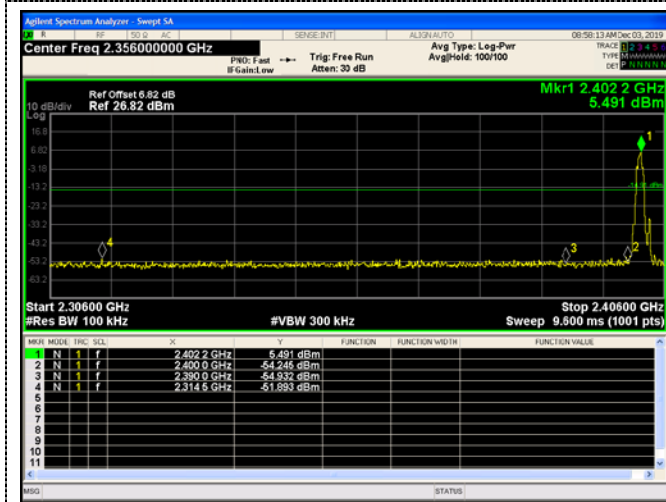 Agilent Spectrum Analyzer - Swept SA
LXI R RF 50 Ω AC SENSE:INT ALIGNAUTO 08:58:13 AM Dec 03, 2019
Center Freq 2.356000000 GHz
PNO: Fast Trig: Free Run
IFGain:Low Atten: 30 dB
Avg Type: Log-Pwr
Avg|Hold: 100/100
TRACE 1 2 3 4 5 6
TYPE M
DET P N N N N N
Ref Offset 6.82 dB
10 dB/div Ref 26.82 dBm
Log
Mkr1 2.402 2 GHz
5.491 dBm
16.8
6.82
-3.18
-13.2
-23.2
-33.2
-43.2
-53.2
-63.2
1
2
3
4
Start 2.30600 GHz Stop 2.40600 GHz
#Res BW 100 kHz #VBW 300 kHz Sweep 9.600 ms (1001 pts)
MKR MODE TRC SCL X Y FUNCTION FUNCTION WIDTH FUNCTION VALUE
1 N 1 f 2.402 2 GHz 5.491 dBm
2 N 1 f 2.400 0 GHz -54.245 dBm
3 N 1 f 2.390 0 GHz -54.932 dBm
4 N 1 f 2.314 5 GHz -51.893 dBm
5
6
7
8
9
10
11
MSG STATUS